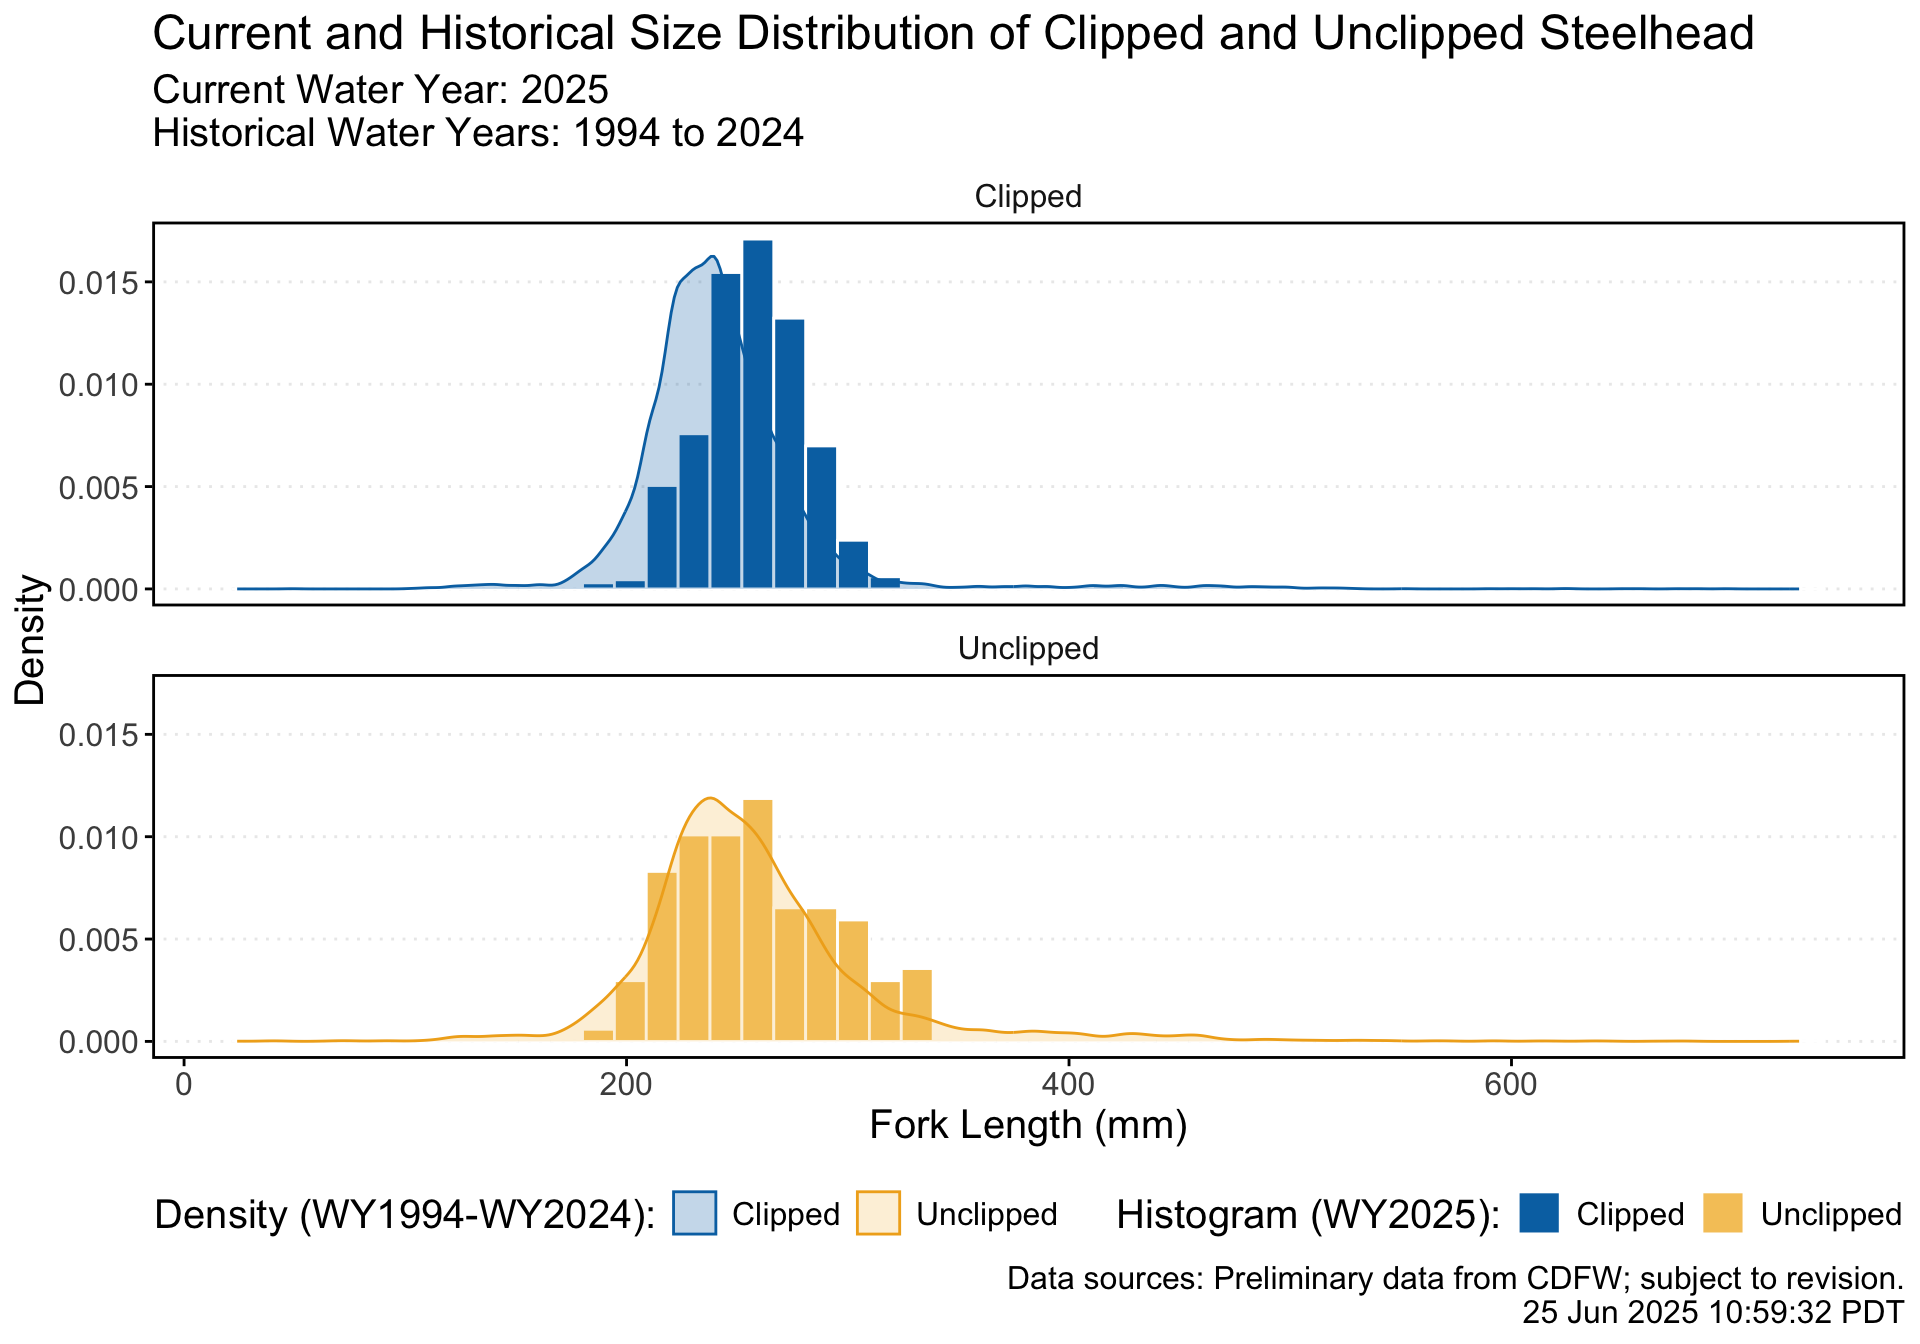 Current and Historical Size Distribution of Clipped and Unclipped Steelhead
Current Water Year: 2025
Historical Water Years: 1994 to 2024
Clipped
0.015
0.010
0.005
0.000
Density
Unclipped
0.015
0.010
0.005
0.000
0 200 400 600
Fork Length (mm)
Density (WY1994-WY2024): Clipped Unclipped Histogram (WY2025): Clipped Unclipped
Data sources: Preliminary data from CDFW; subject to revision.
25 Jun 2025 10:59:32 PDT